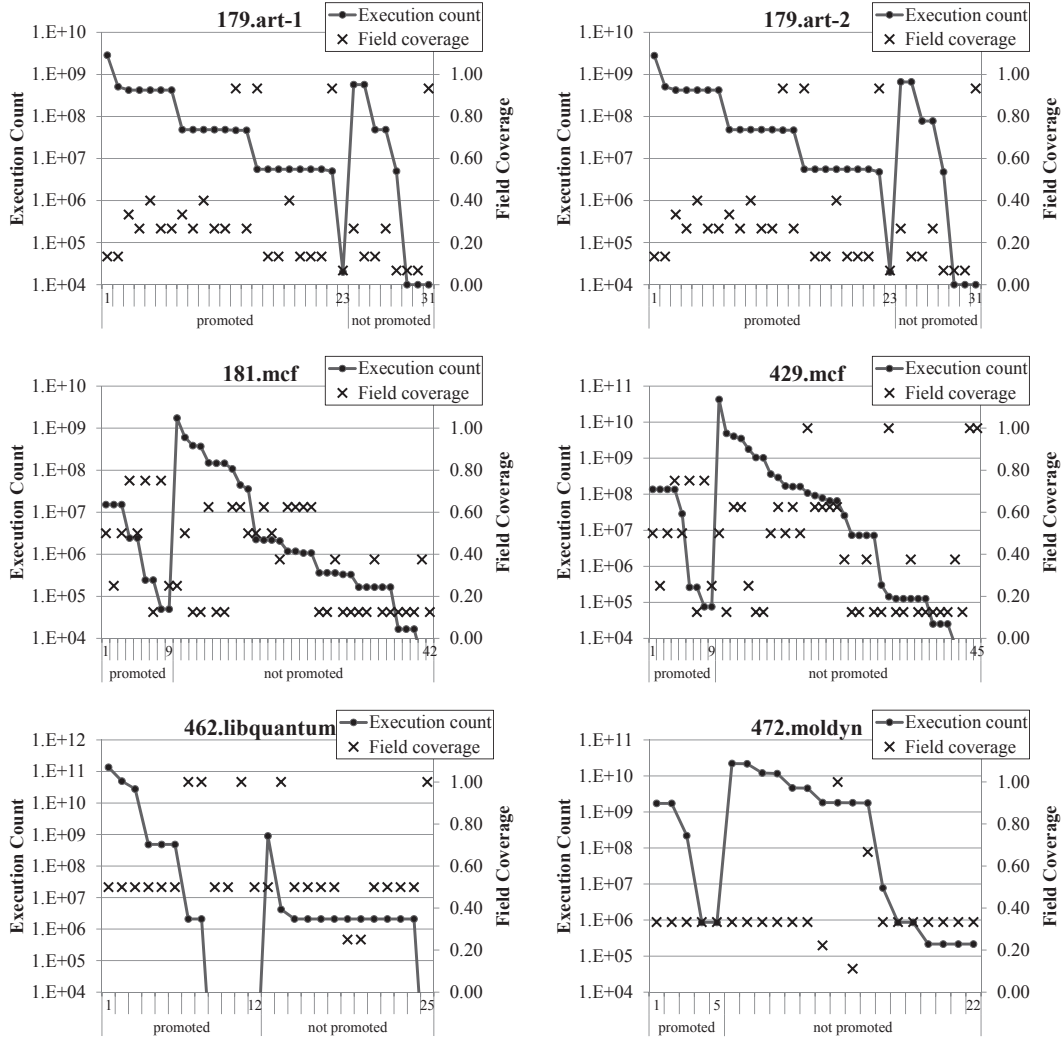 179.art-1
Execution count
Field coverage
1.E+10
1.E+09
1.E+08
1.E+07
1.E+06
1.E+05
1.E+04
Execution Count
1.00
0.80
0.60
0.40
0.20
0.00
Field Coverage
1
23
31
promoted
not promoted
179.art-2
Execution count
Field coverage
1.E+10
1.E+09
1.E+08
1.E+07
1.E+06
1.E+05
1.E+04
Execution Count
1.00
0.80
0.60
0.40
0.20
0.00
Field Coverage
1
23
31
promoted
not promoted
181.mcf
Execution count
Field coverage
1.E+10
1.E+09
1.E+08
1.E+07
1.E+06
1.E+05
1.E+04
Execution Count
1.00
0.80
0.60
0.40
0.20
0.00
Field Coverage
1
9
42
promoted
not promoted
429.mcf
Execution count
Field coverage
1.E+11
1.E+10
1.E+09
1.E+08
1.E+07
1.E+06
1.E+05
1.E+04
Execution Count
1.00
0.80
0.60
0.40
0.20
0.00
Field Coverage
1
9
45
promoted
not promoted
462.libquantum
Execution count
Field coverage
1.E+12
1.E+11
1.E+10
1.E+09
1.E+08
1.E+07
1.E+06
1.E+05
1.E+04
Execution Count
1.00
0.80
0.60
0.40
0.20
0.00
Field Coverage
1
12
25
promoted
not promoted
472.moldyn
Execution count
Field coverage
1.E+11
1.E+10
1.E+09
1.E+08
1.E+07
1.E+06
1.E+05
1.E+04
Execution Count
1.00
0.80
0.60
0.40
0.20
0.00
Field Coverage
1
5
22
promoted
not promoted